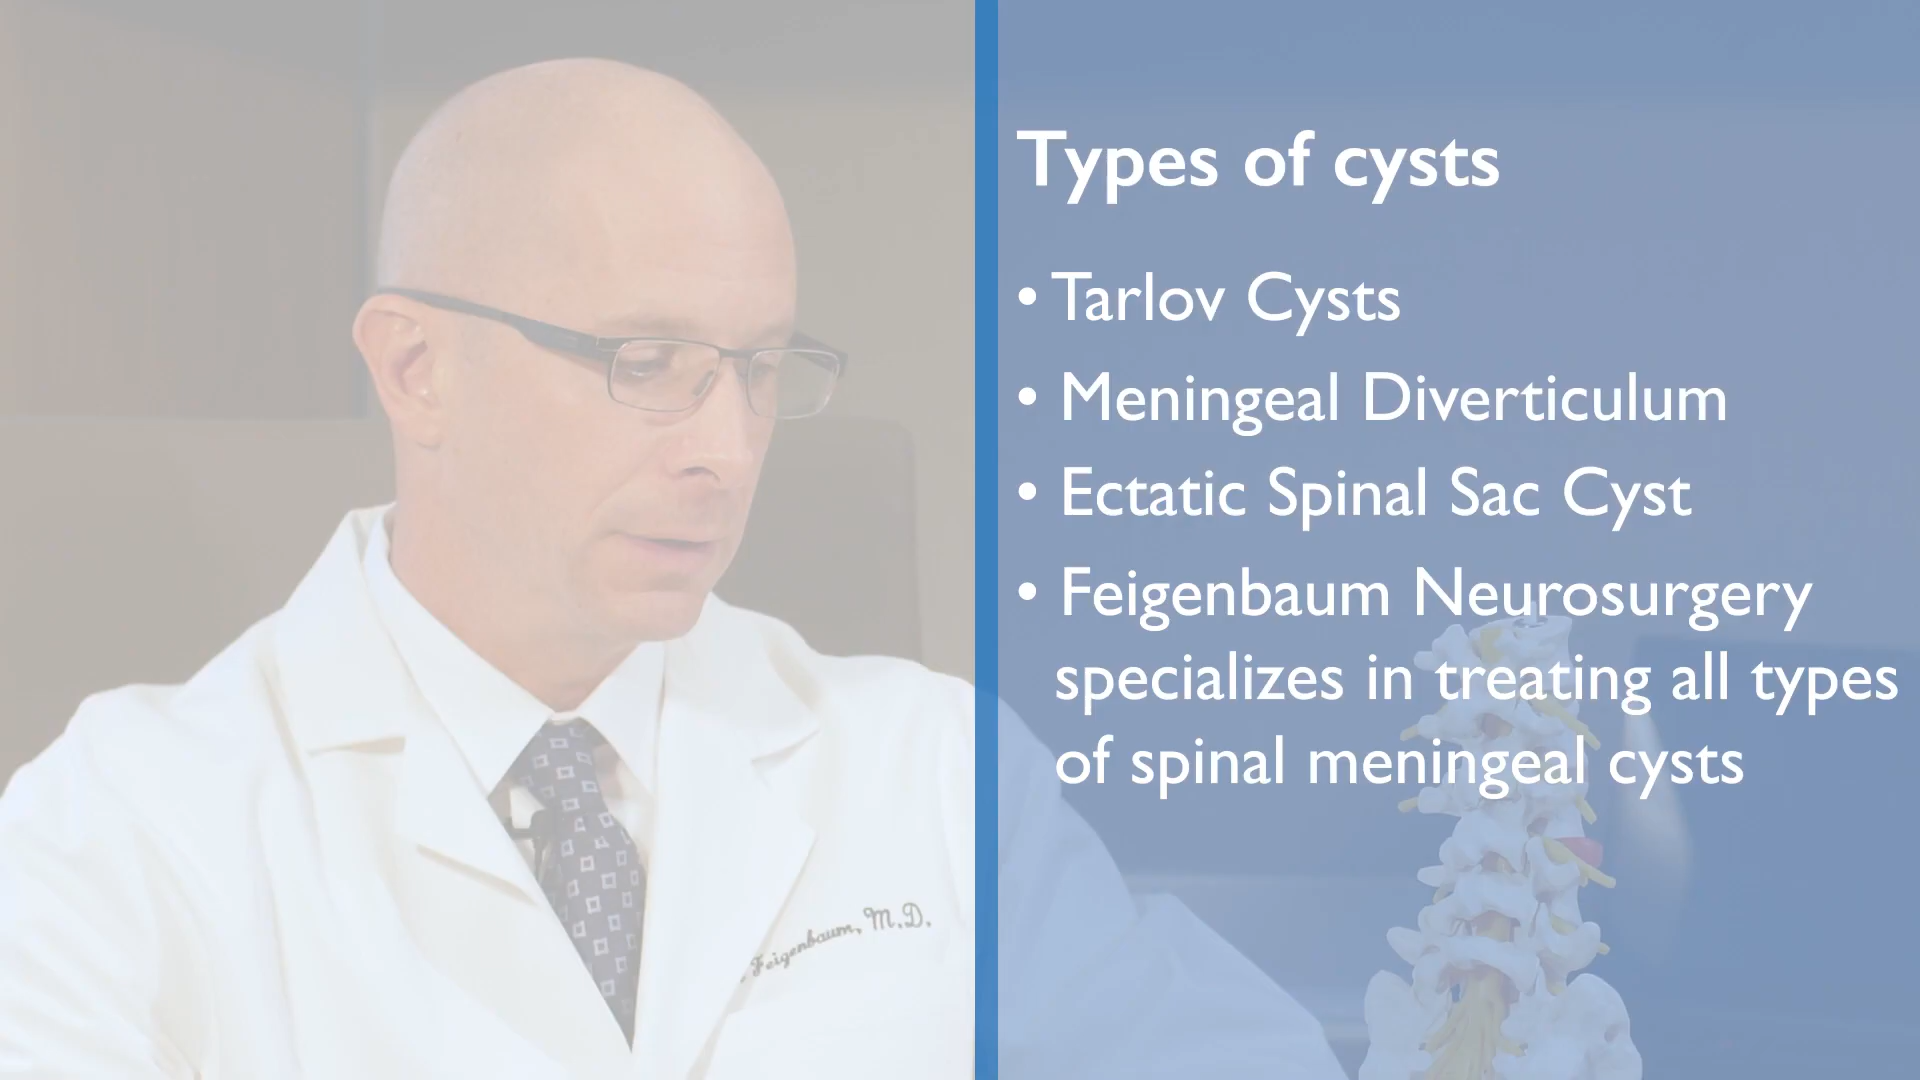 Types of cysts
• Tarlov Cysts
• Meningeal Diverticulum
• Ectatic Spinal Sac Cyst
• Feigenbaum Neurosurgery
specializes in treating all types
of spinal meningeal cysts
Feigenbaum, M.D.